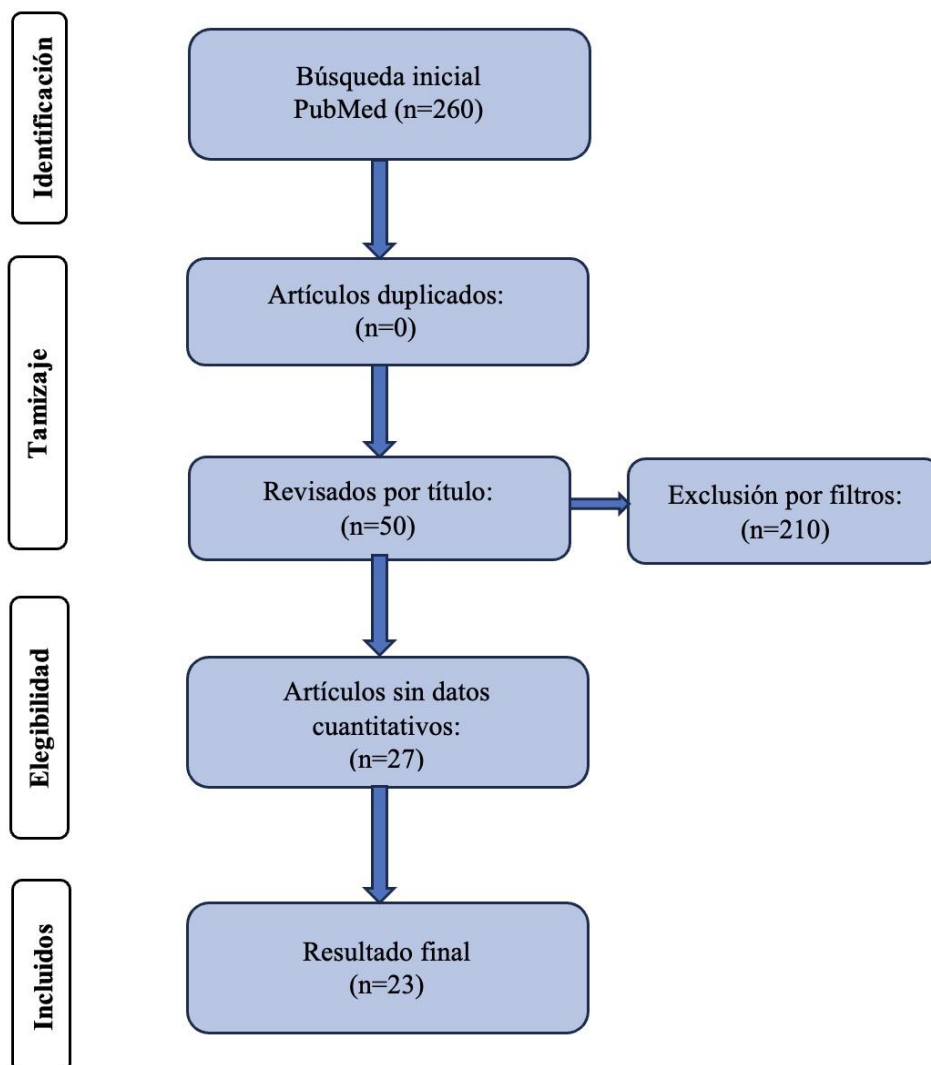 Identificación
Búsqueda inicial
PubMed (n=260)
Tamizaje
Artículos duplicados:
(n=0)
Revisados por título:
(n=50)
Exclusión por filtros:
(n=210)
Elegibilidad
Artículos sin datos
cuantitativos:
(n=27)
Incluidos
Resultado final
(n=23)